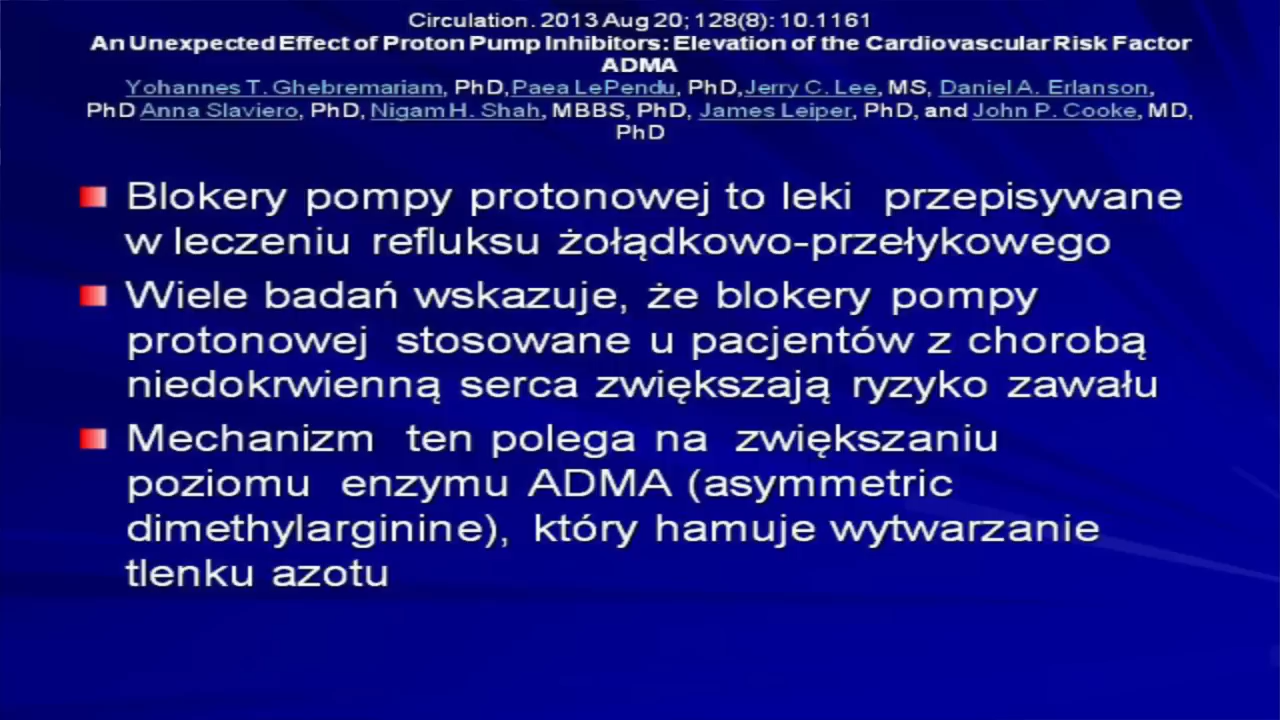 Circulation. 2013 Aug 20; 128(8): 10.1161
An Unexpected Effect of Proton Pump Inhibitors: Elevation of the Cardiovascular Risk Factor
ADMA
Yohannes T. Ghebremariam, PhD, Paea LePendu, PhD, Jerry C. Lee, MS, Daniel A. Erlanson,
PhD Anna Slaviero, PhD, Nigam H. Shah, MBBS, PhD, James Leiper, PhD, and John P. Cooke, MD,
PhD
Blokery pompy protonowej to leki przepisywane
w leczeniu refluksu żołądkowo-przełykowego
Wiele badań wskazuje, że blokery pompy
protonowej stosowane u pacjentów z chorobą
niedokrwienną serca zwiększają ryzyko zawału
Mechanizm ten polega na zwiększaniu
poziomu enzymu ADMA (asymmetric
dimethylarginine), który hamuje wytwarzanie
tlenku azotu